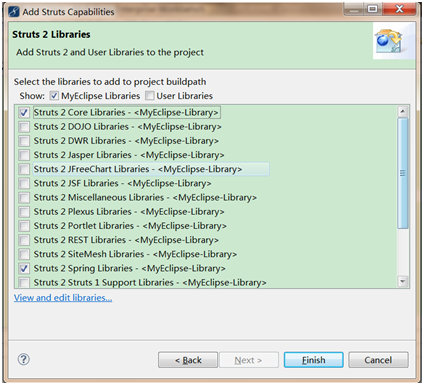 Add Struts Capabilities
Struts 2 Libraries
Add Struts 2 and User Libraries to the project
Select the libraries to add to project buildpath
Show: MyEclipse Libraries User Libraries
Struts 2 Core Libraries - <MyEclipse-Library>
Struts 2 DOJO Libraries - <MyEclipse-Library>
Struts 2 DWR Libraries - <MyEclipse-Library>
Struts 2 Jasper Libraries - <MyEclipse-Library>
Struts 2 JFreeChart Libraries - <MyEclipse-Library>
Struts 2 JSF Libraries - <MyEclipse-Library>
Struts 2 Miscellaneous Libraries - <MyEclipse-Library>
Struts 2 Plexus Libraries - <MyEclipse-Library>
Struts 2 Portlet Libraries - <MyEclipse-Library>
Struts 2 REST Libraries - <MyEclipse-Library>
Struts 2 SiteMesh Libraries - <MyEclipse-Library>
Struts 2 Spring Libraries - <MyEclipse-Library>
Struts 2 Struts 1 Support Libraries - <MyEclipse-Library>
View and edit libraries...
< Back Next > Finish Cancel